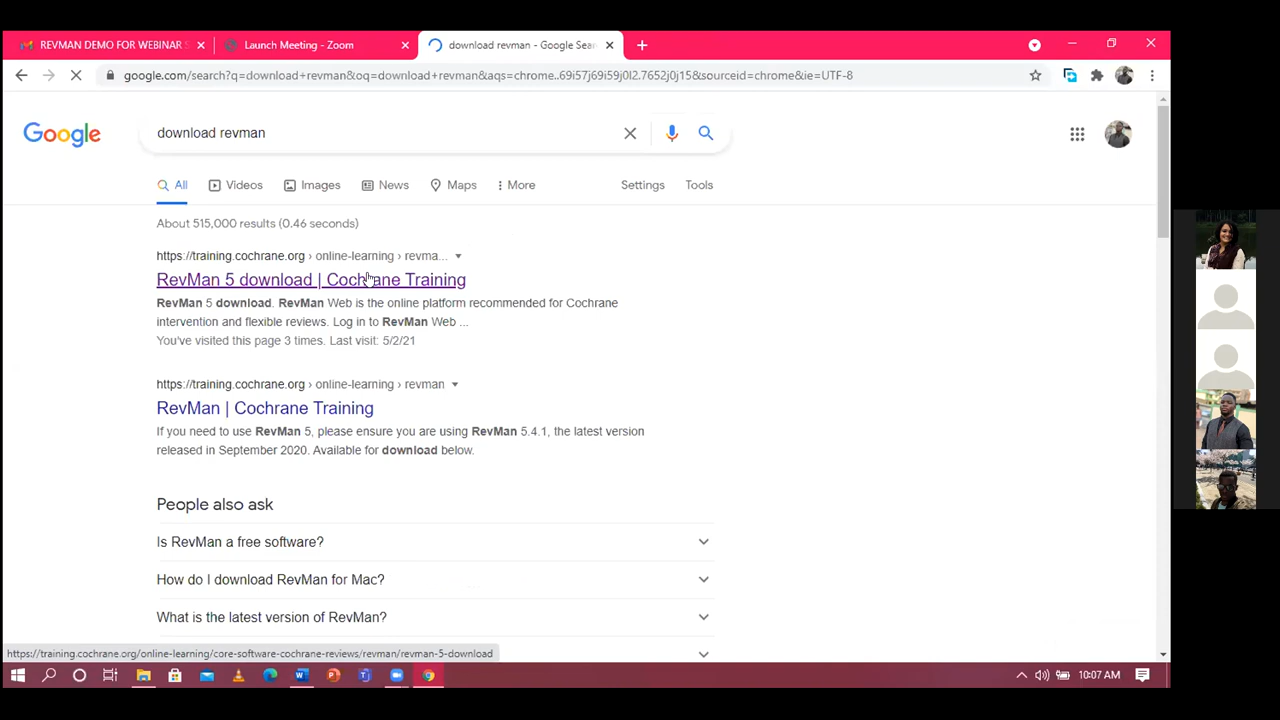 REVMAN DEMO FOR WEBINAR S
Launch Meeting - Zoom
download revman - Google Sea
google.com/search?q=download+revman&oq=download+revman&aqs=chrome..69i57j69i59j0l2.7652j0j15&sourceid=chrome&ie=UTF-8
Google
download revman
All
Videos
Images
News
Maps
More
Settings
Tools
About 515,000 results (0.46 seconds)
https://training.cochrane.org › online-learning › revma...
RevMan 5 download | Cochrane Training
RevMan 5 download. RevMan Web is the online platform recommended for Cochrane
intervention and flexible reviews. Log in to RevMan Web ...
You've visited this page 3 times. Last visit: 5/2/21
https://training.cochrane.org › online-learning › revman
RevMan | Cochrane Training
If you need to use RevMan 5, please ensure you are using RevMan 5.4.1, the latest version
released in September 2020. Available for download below.
People also ask
Is RevMan a free software?
How do I download RevMan for Mac?
What is the latest version of RevMan?
https://training.cochrane.org/online-learning/core-software-cochrane-reviews/revman/revman-5-download
10:07 AM